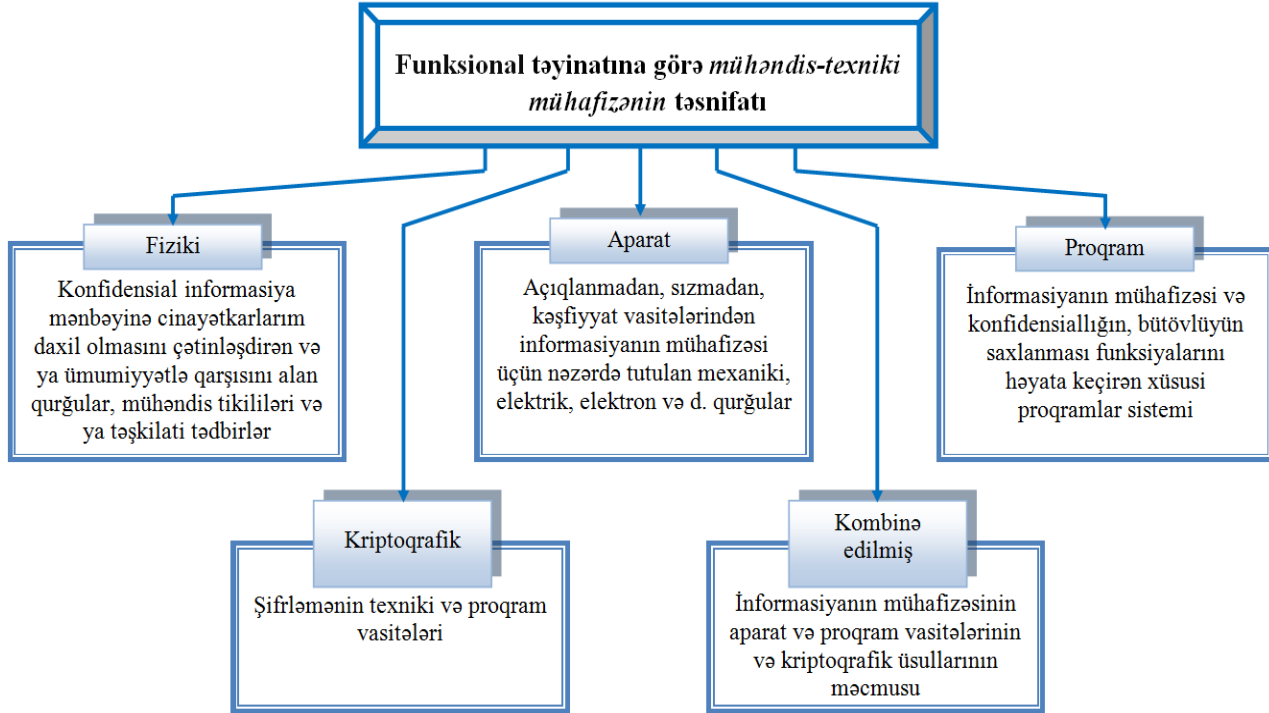 Funksional təyinatına görə mühəndis-texniki
mühafizənin təsnifatı
Fiziki
Konfidensial informasiya
mənbəyinə cinayətkarlarım
daxil olmasını çətinləşdirən və
ya ümumiyyətlə qarşısını alan
qurğular, mühəndis tikililəri və
ya təşkilati tədbirlər
Aparat
Açıqlanmadan, sızmadan,
kəşfiyyat vasitələrindən
informasiyanın mühafizəsi
üçün nəzərdə tutulan mexaniki,
elektrik, elektron və d. qurğular
Proqram
İnformasiyanın mühafizəsi və
konfidensiallığın, bütövlüyün
saxlanması funksiyalarını
həyata keçirən xüsusi
proqramlar sistemi
Kriptoqrafik
Şifrləmənin texniki və proqram
vasitələri
Kombinə
edilmiş
İnformasiyanın mühafizəsinin
aparat və proqram vasitələrinin
və kriptoqrafik üsullarının
məcmusu